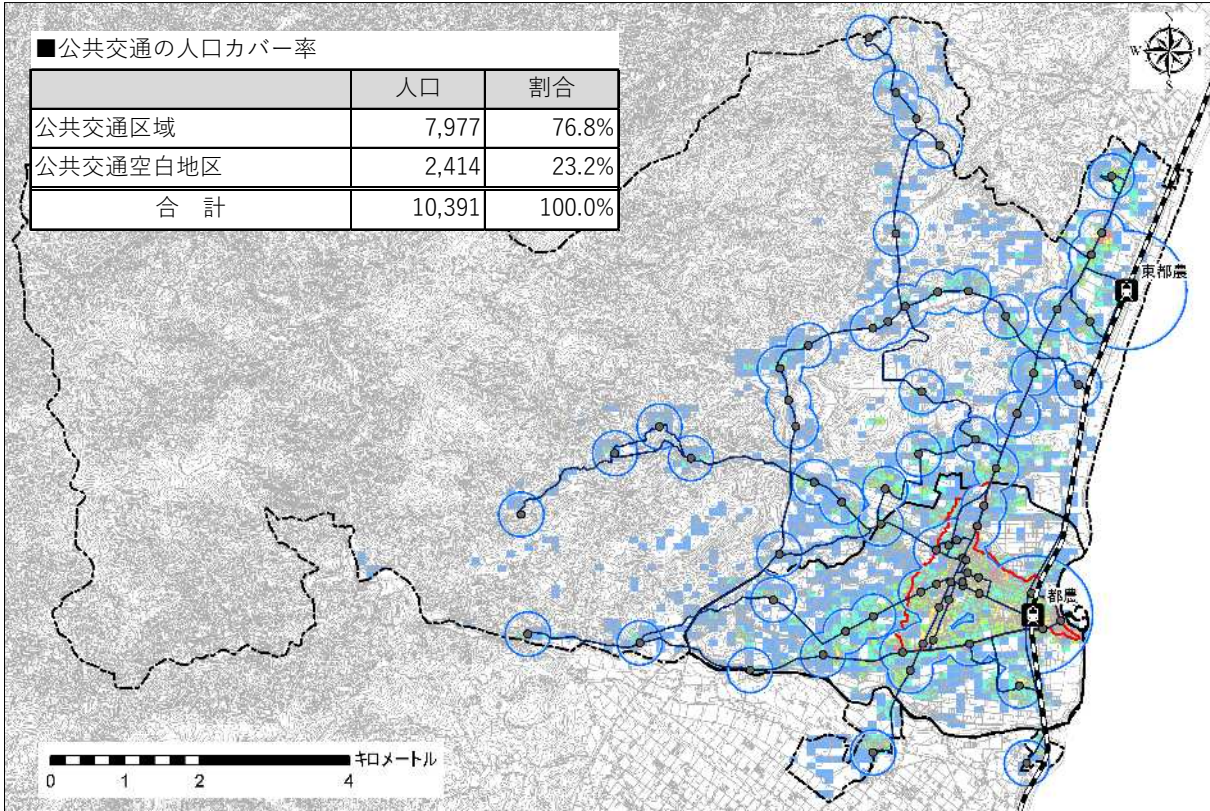 ■公共交通の人口カバー率
人口 割合
公共交通区域 7,977 76.8%
公共交通空白地区 2,414 23.2%
合 計 10,391 100.0%
N
W
S
東都農
都農
キロメートル
0 1 2 4